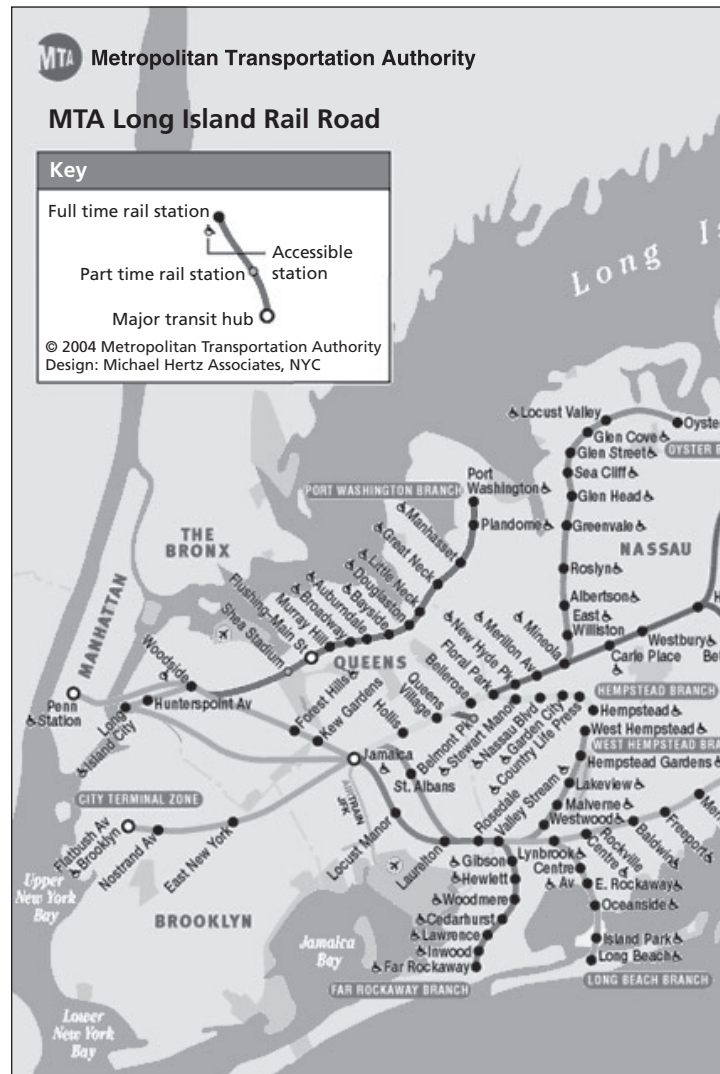 MTA Metropolitan Transportation Authority
MTA Long Island Rail Road
Key
Full time rail station
Accessible
station
Part time rail station
Major transit hub
© 2004 Metropolitan Transportation Authority
Design: Michael Hertz Associates, NYC
Long
Locust Valley
Glen Cove
Oyste
Glen Street
OYSTER
Sea Cliff
Glen Head
Greenvale
Roslyn
Albertson
East
Williston
NASSAU
Port
Washington
PORT WASHINGTON BRANCH
Plandome
Manhasset
Great Neck
Little Neck
Douglaston
Bayside
Auburndale
Broadway
Murray Hill
Flushing–Main St
Shea Stadium
THE
BRONX
MANHATTAN
Woodside
QUEENS
Penn
Station
Long
Island City
Hunterspoint Av
Forest Hills
Kew Gardens
Jamaica
Hollis
Queens
Village
Bellerose
Floral Park
New Hyde Pk
Merillon Av
Mineola
Carle Place
Westbury
HEMPSTEAD BRANCH
Hempstead
Belmont Pk
Stewart Manor
Nassau Blvd
Garden City
Country Life Press
West Hempstead
WEST HEMPSTEAD BRA
Hempstead Gardens
Lakeview
Malverne
Westwood
St. Albans
AIRTRAIN
JFK
CITY TERMINAL ZONE
Flatbush Av
Brooklyn
Nostrand Av
East New York
Locust Manor
Laurelton
Rosedale
Valley Stream
Lynbrook
Centre
Av
Rockville
Centre
Baldwin
Freeport
Mer
Gibson
Hewlett
Woodmere
Cedarhurst
Lawrence
Inwood
Far Rockaway
FAR ROCKAWAY BRANCH
E. Rockaway
Oceanside
Island Park
Long Beach
LONG BEACH BRANCH
Upper
New York
Bay
BROOKLYN
Jamaica
Bay
Lower
New York
Bay